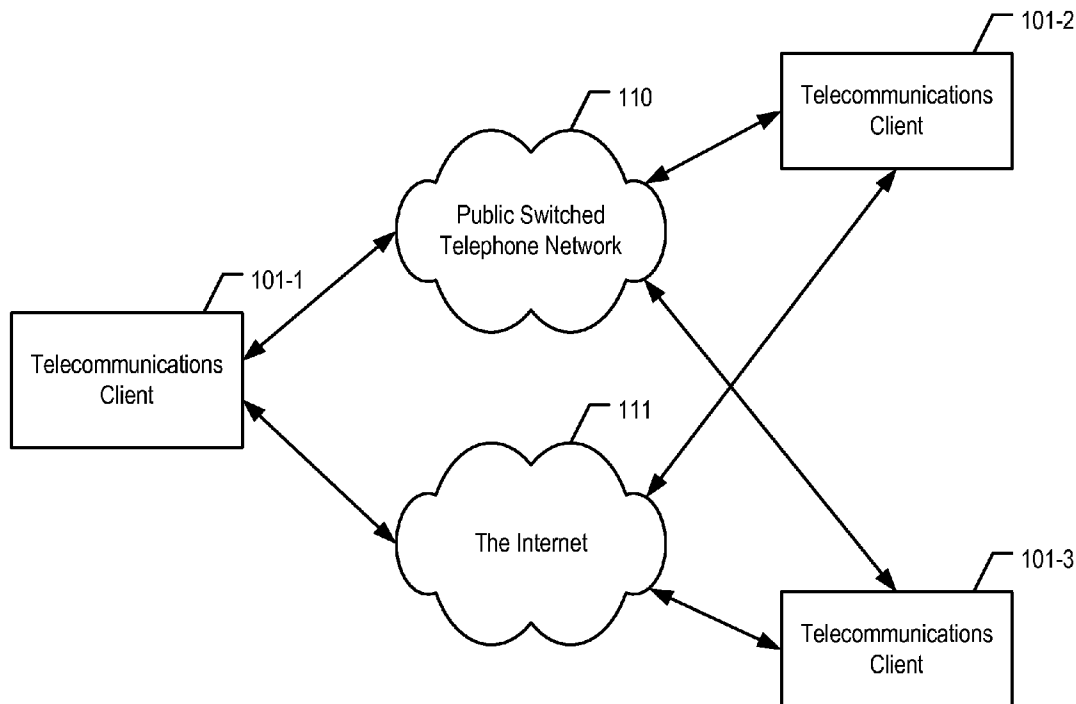 101-2
Telecommunications
Client
110
Public Switched
Telephone Network
101-1
Telecommunications
Client
111
The Internet
101-3
Telecommunications
Client